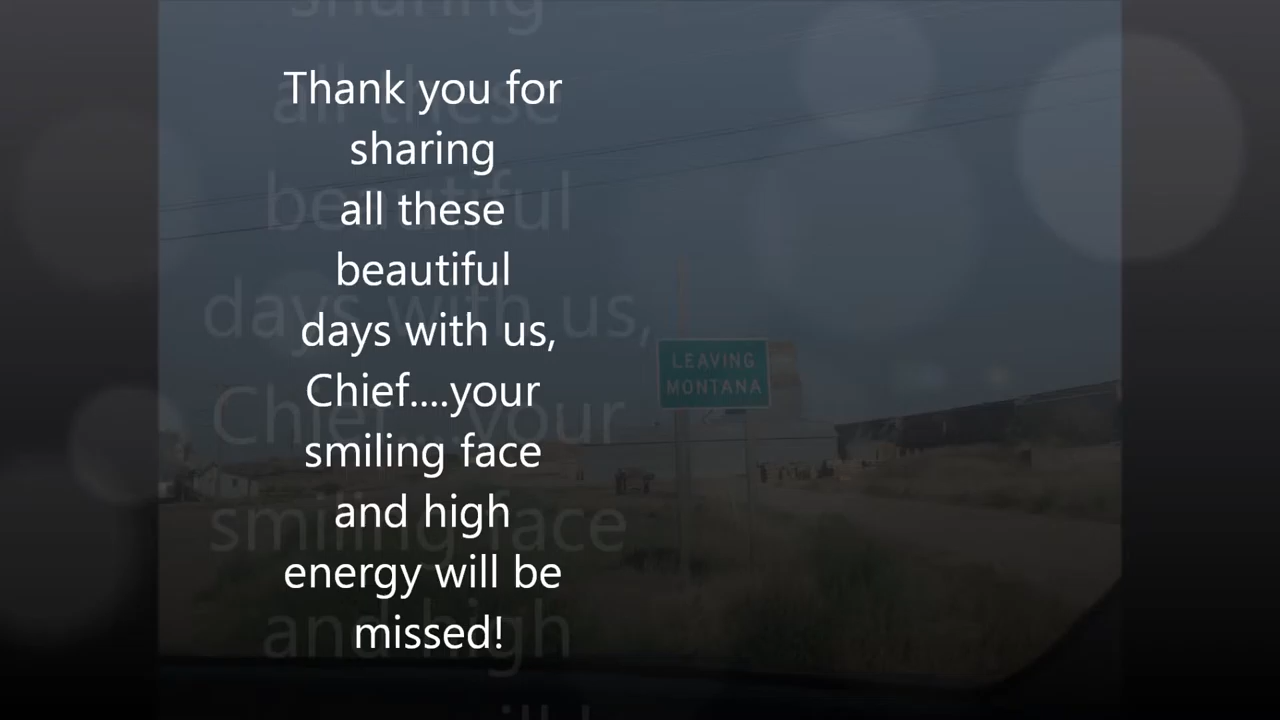 Thank you for
sharing
all these
beautiful
days with us,
Chief....your
smiling face
and high
energy will be
missed!
LEAVING
MONTANA